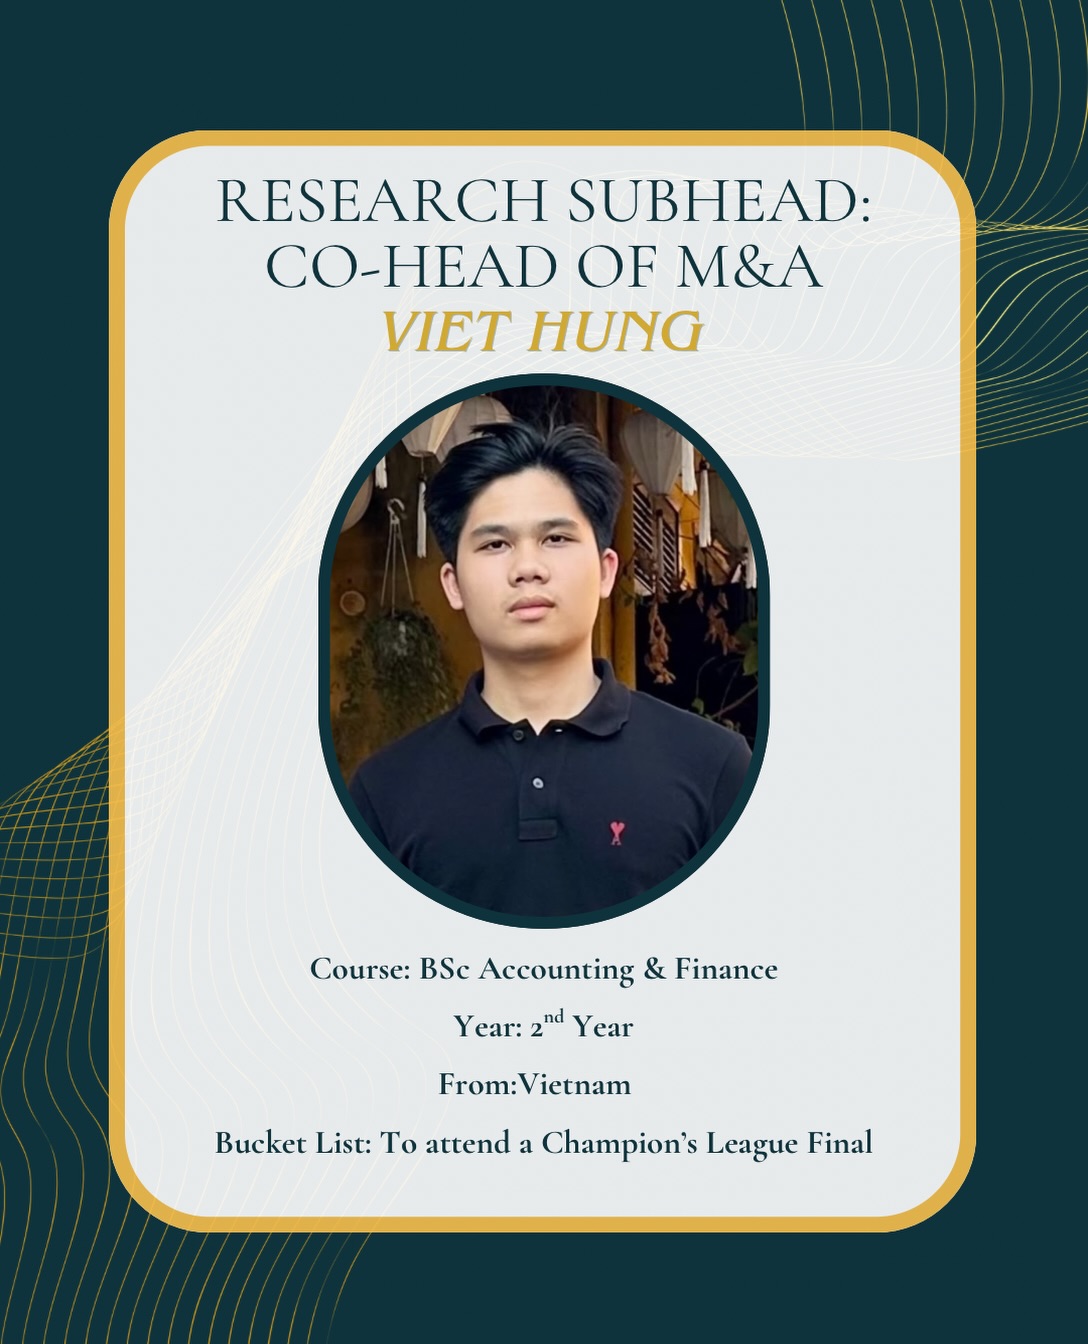 RESEARCH SUBHEAD:
CO-HEAD OF M&A
VIET HUNG
Course: BSc Accounting & Finance
Year: 2nd Year
From:Vietnam
Bucket List: To attend a Champion’s League Final